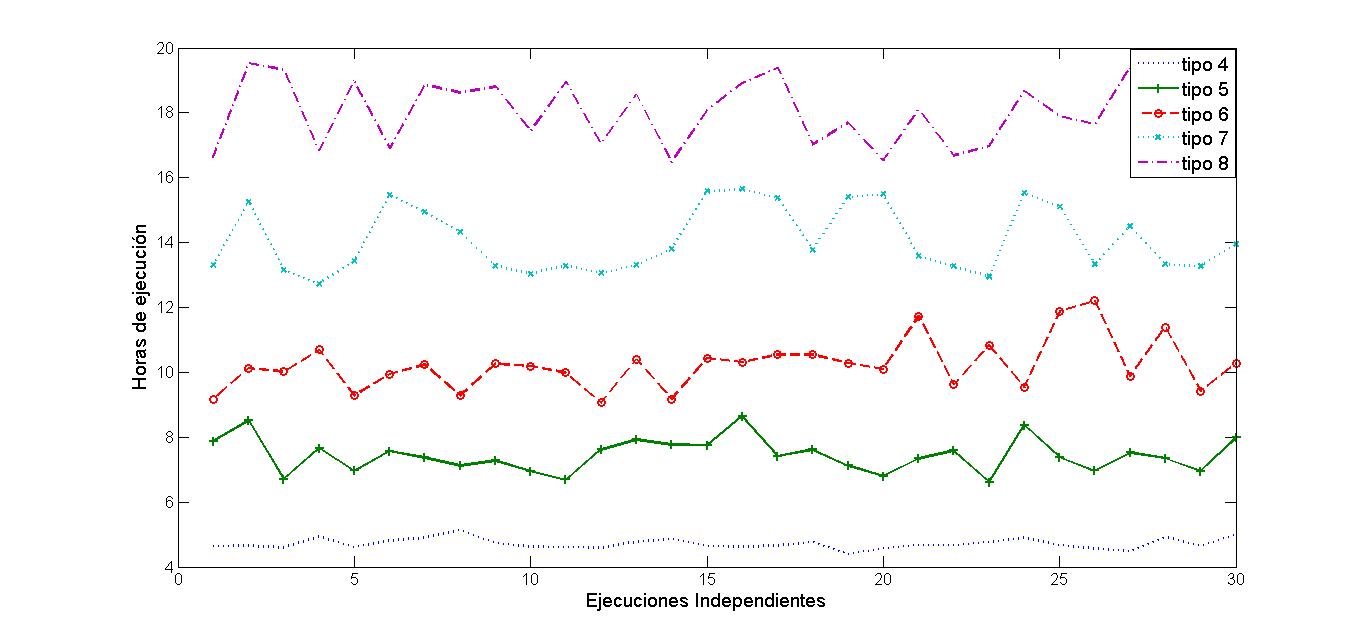 20
18
16
14
12
10
8
6
4
0
5
10
15
20
25
30
Horas de ejecución
Ejecuciones Independientes
tipo 4
tipo 5
tipo 6
tipo 7
tipo 8